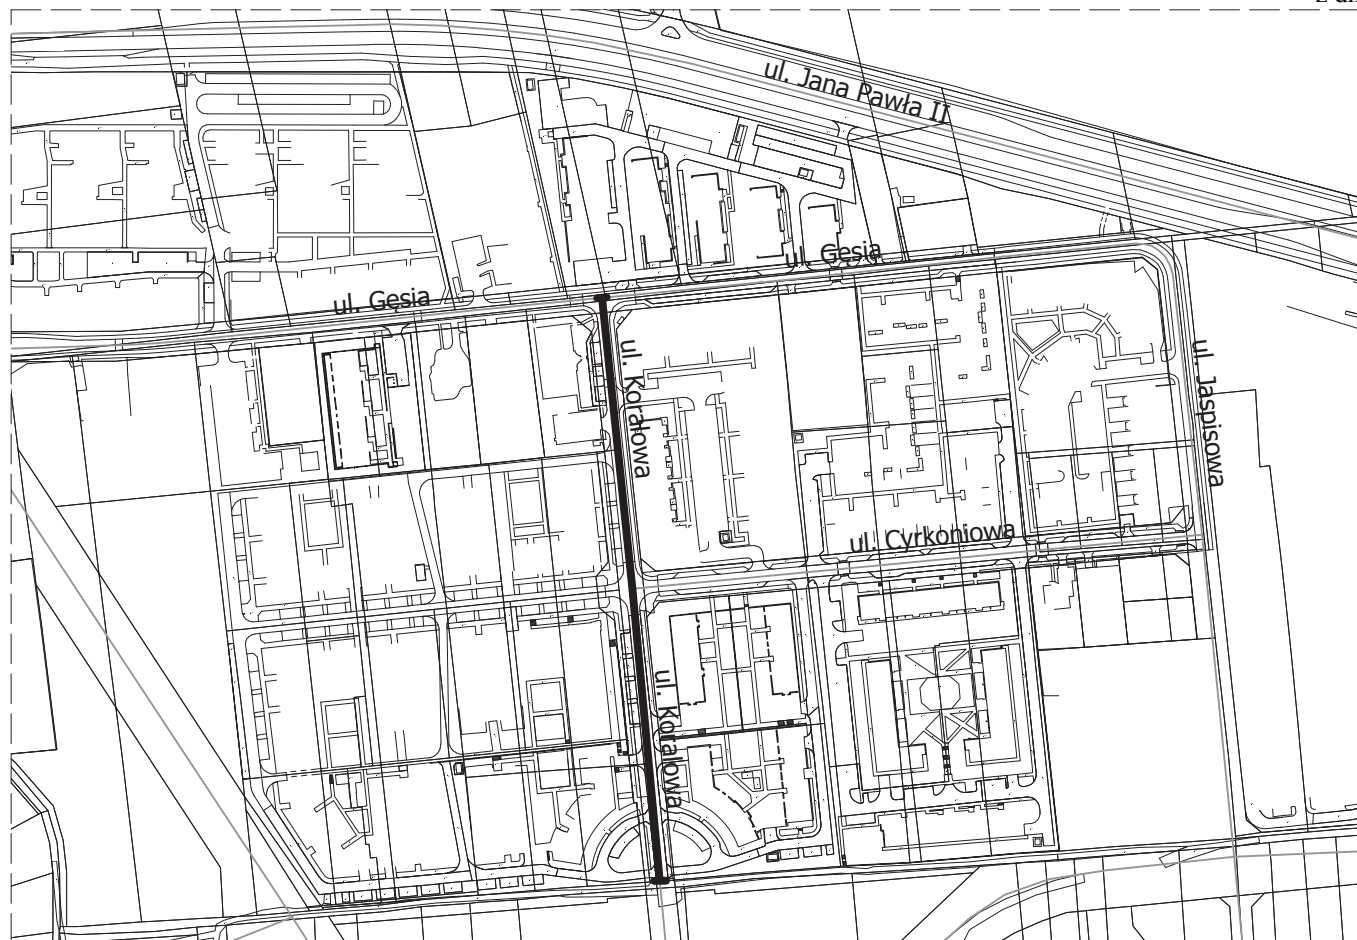 ul. Jana Pawła II
ul. Gęsia
ul. Gęsia
ul. Koralowa
ul. Jaspisowa
ul. Cyrkoniowa
ul. Koralowa